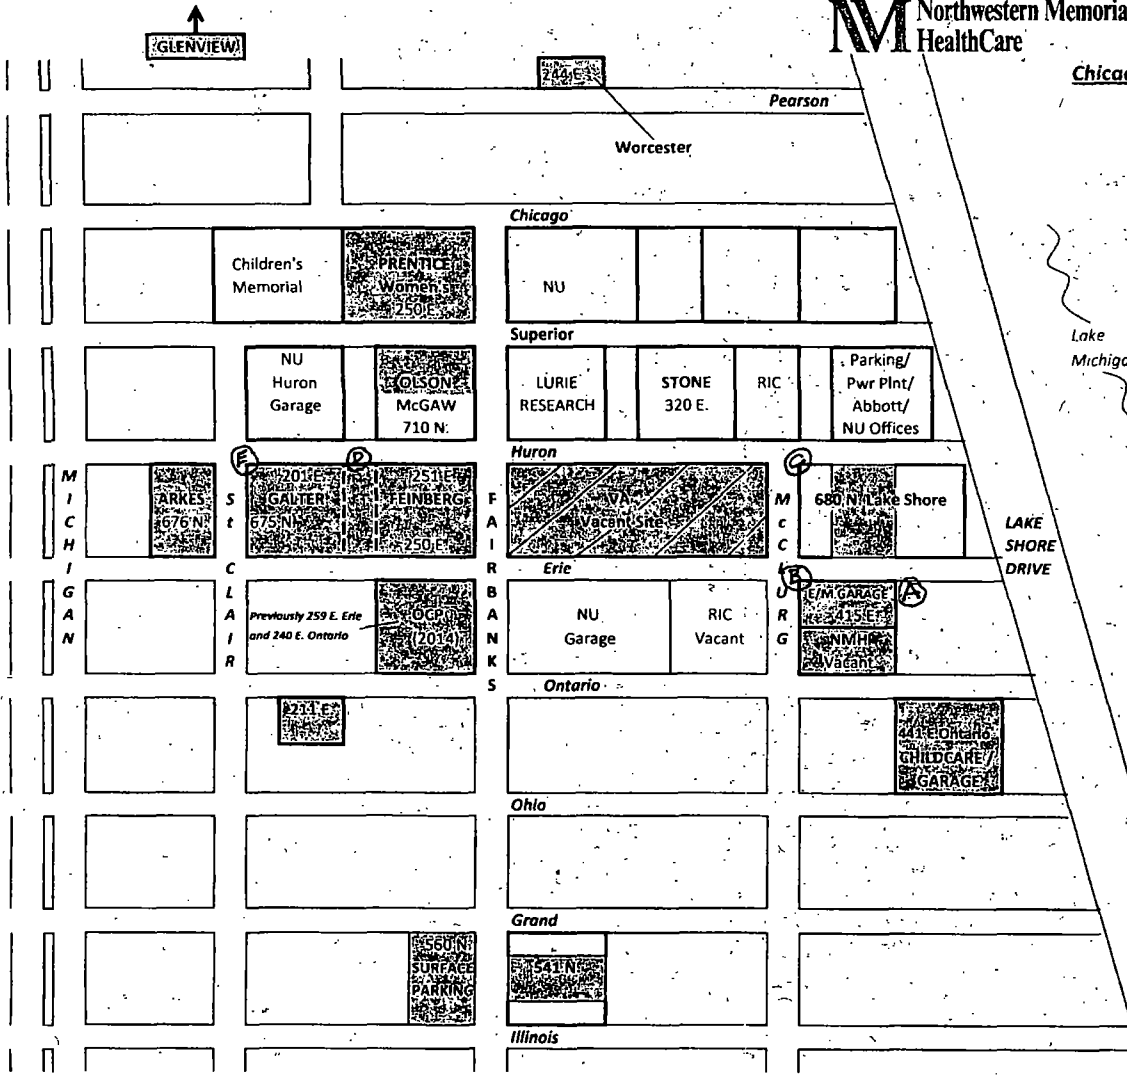 Northwestern Memoria
HealthCare
GLENVIEW
Chicag
244 E
Pearson
Worcester
Chicago
Children's
Memorial
PRENTICE
Women's
250 E.
NU
Superior
Lake
Michiga
NU
Huron
Garage
OLSON
McGAW
710 N.
LURIE
RESEARCH
STONE
320 E.
RIC
Parking/
Pwr Plnt/
Abbott/
NU Offices
Huron
E
D
C
MICHIGAN
ARKES
676 N
St CLAIR
201 E
GALTER
675 N
251 E
FEINBERG
250 E
FAIRBANKS
VA
Vacant Site
McCLURG
680 N. Lake Shore
LAKE
SHORE
DRIVE
Erie
B
A
Previously 259 E. Erie
and 240 E. Ontario
OCP
(2014)
NU
Garage
RIC
Vacant
E/M GARAGE
415 E
NMH
Vacant
Ontario
211 E
441 E Ontario
CHILDCARE /
GARAGE
Ohio
Grand
560 N
SURFACE
PARKING
541 N
Illinois